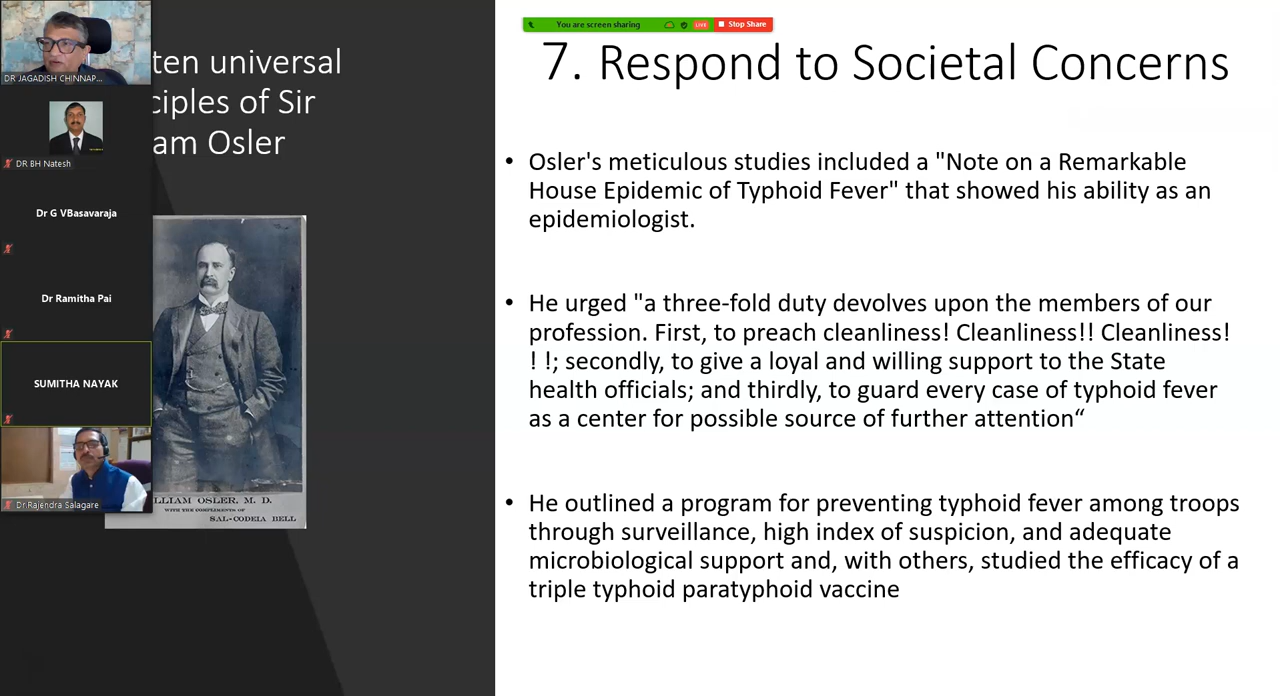 DR JAGADISH CHINNAP...
DR BH Natesh
Dr G VBasavaraja
Dr Ramitha Pai
SUMITHA NAYAK
Dr.Rajendra Salagare
ten universal
ciples of Sir
am Osler
LLIAM OSLER, M. D.
WITH THE COMPLIMENTS OF
SAL-CODEIA BELL
You are screen sharing
LIVE
Stop Share
7. Respond to Societal Concerns
• Osler's meticulous studies included a "Note on a Remarkable
House Epidemic of Typhoid Fever" that showed his ability as an
epidemiologist.
• He urged "a three-fold duty devolves upon the members of our
profession. First, to preach cleanliness! Cleanliness!! Cleanliness!
! !; secondly, to give a loyal and willing support to the State
health officials; and thirdly, to guard every case of typhoid fever
as a center for possible source of further attention“
• He outlined a program for preventing typhoid fever among troops
through surveillance, high index of suspicion, and adequate
microbiological support and, with others, studied the efficacy of a
triple typhoid paratyphoid vaccine